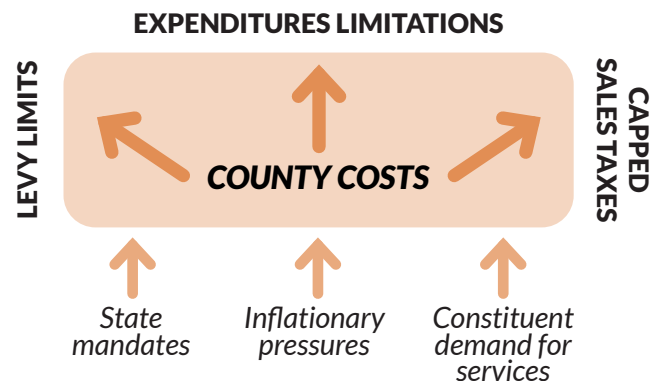 EXPENDITURES LIMITATIONS
LEVY LIMITS
CAPPED
SALES TAXES
COUNTY COSTS
State
mandates
Inflationary
pressures
Constituent
demand for
services